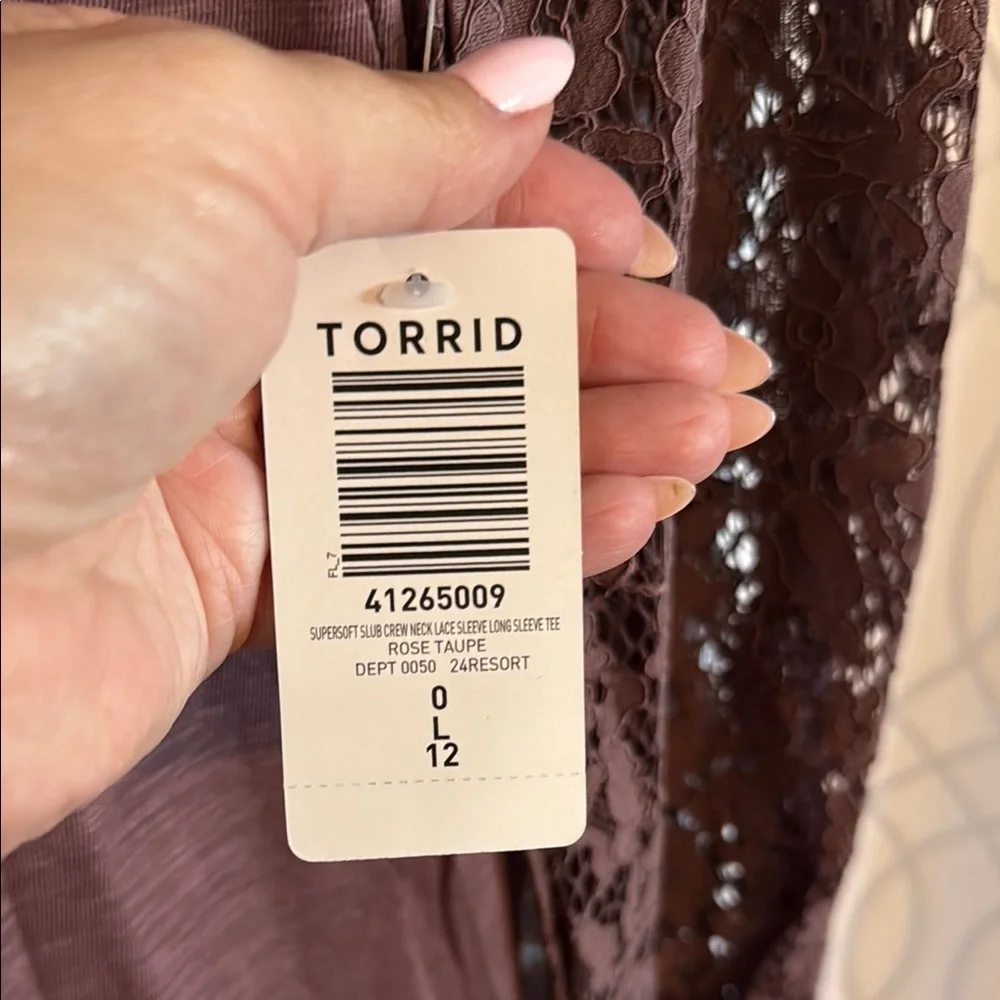 TORRID
FL_7
41265009
SUPERSOFT SLUB CREW NECK LACE SLEEVE LONG SLEEVE TEE
ROSE TAUPE
DEPT 0050 24RESORT
0
L
12